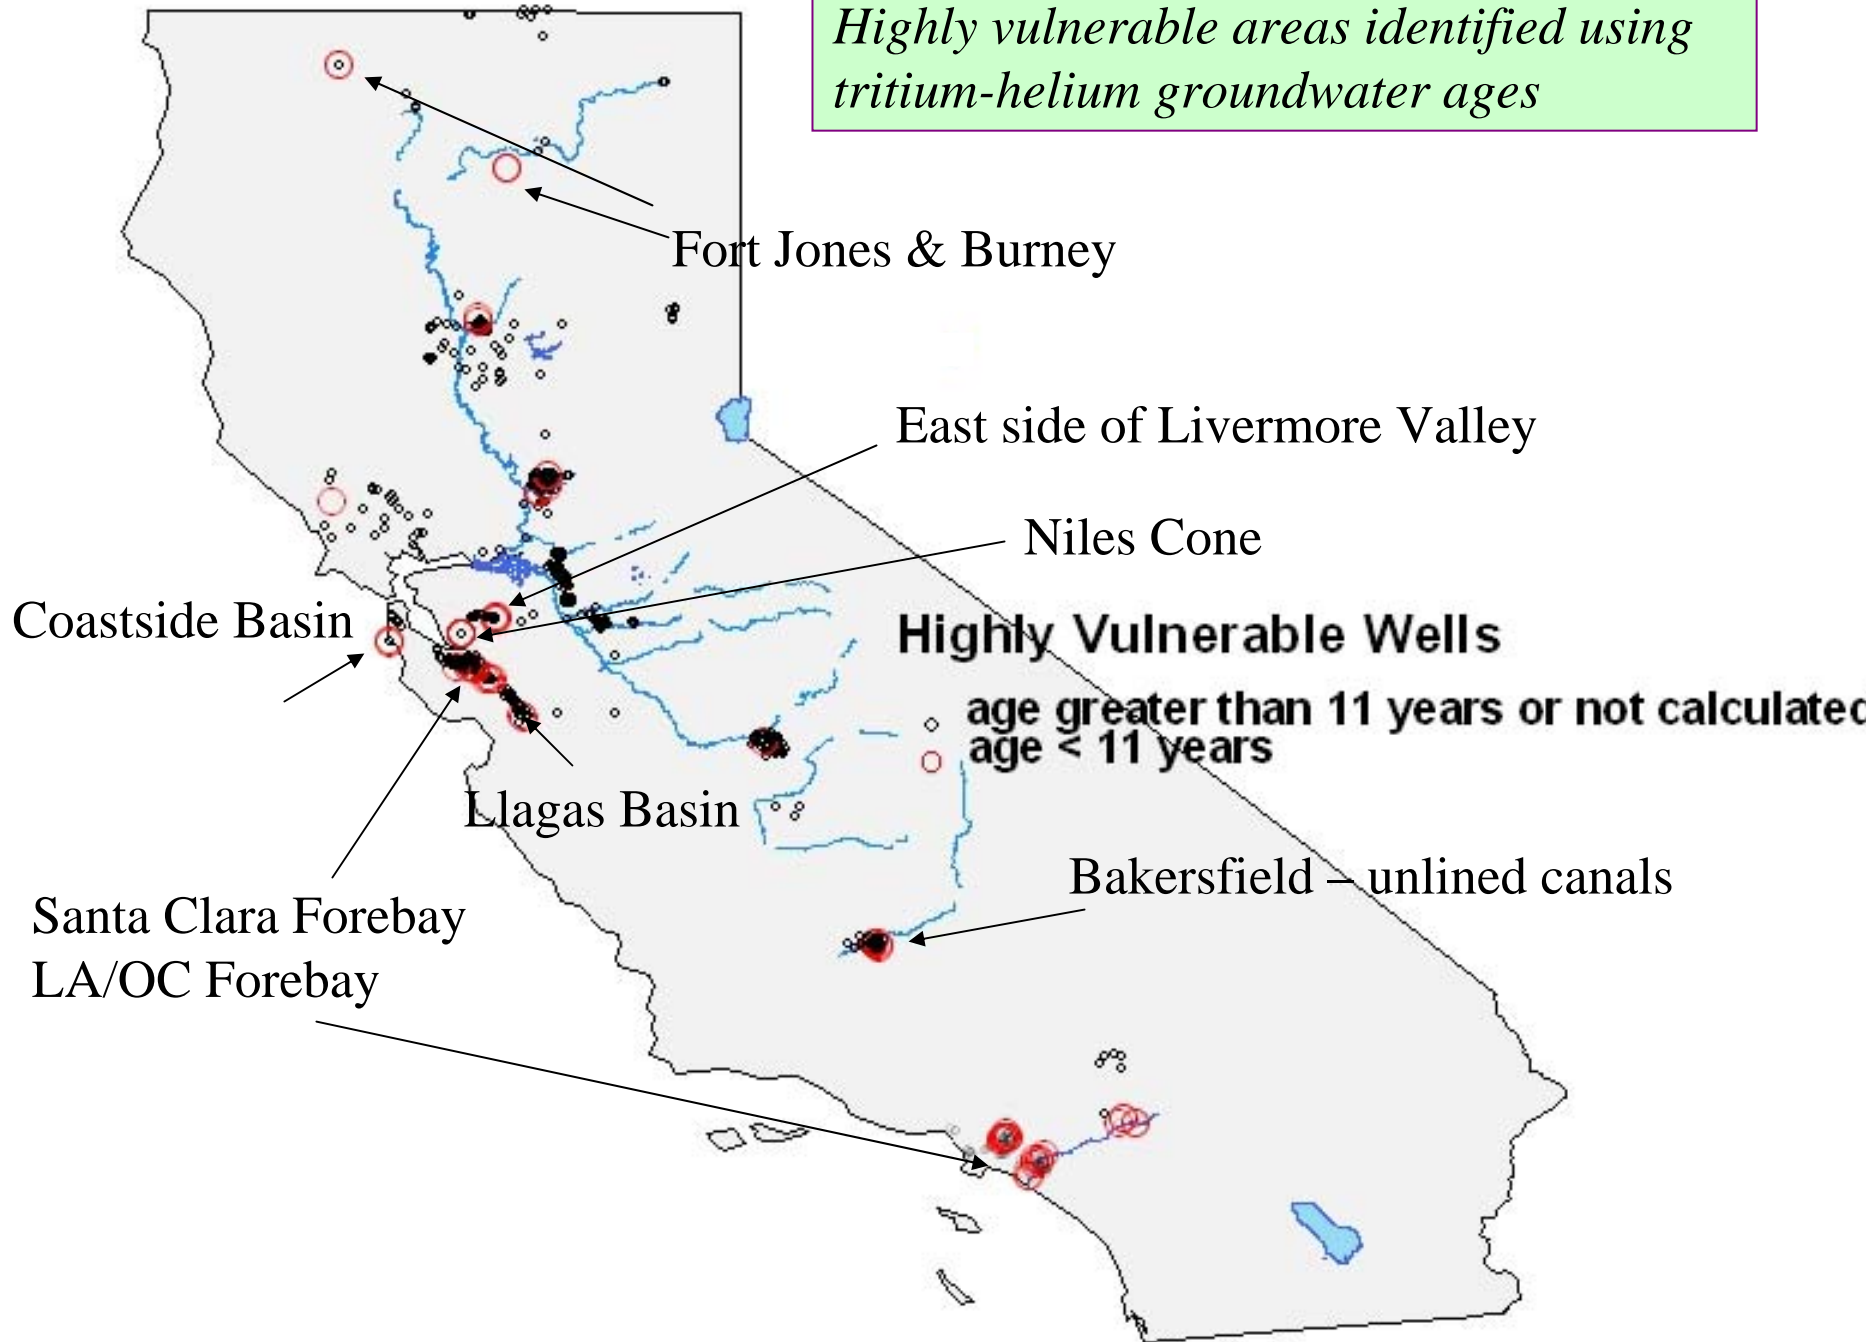 Highly vulnerable areas identified using
tritium-helium groundwater ages
Fort Jones & Burney
East side of Livermore Valley
Niles Cone
Coastside Basin
Highly Vulnerable Wells
age greater than 11 years or not calculated
age < 11 years
Llagas Basin
Bakersfield – unlined canals
Santa Clara Forebay
LA/OC Forebay